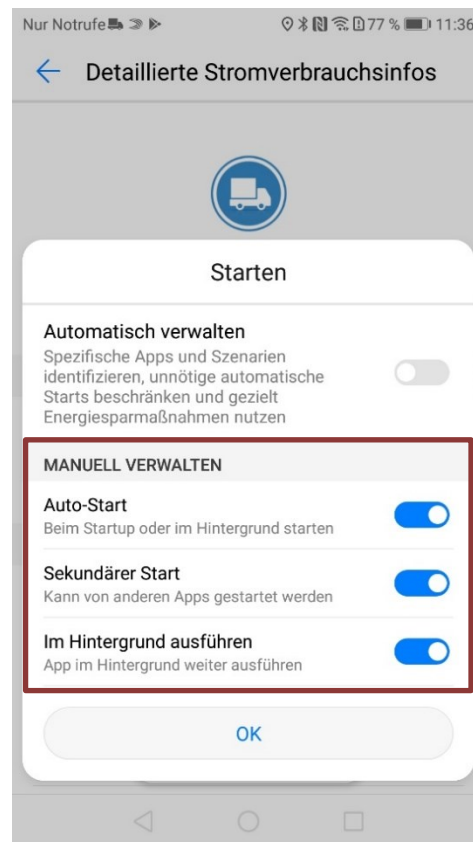 Nur Notrufe 77 % 11:36
Detaillierte Stromverbrauchsinfos
Starten
Automatisch verwalten
Spezifische Apps und Szenarien
identifizieren, unnötige automatische
Starts beschränken und gezielt
Energiesparmaßnahmen nutzen
MANUELL VERWALTEN
Auto-Start
Beim Startup oder im Hintergrund starten
Sekundärer Start
Kann von anderen Apps gestartet werden
Im Hintergrund ausführen
App im Hintergrund weiter ausführen
OK